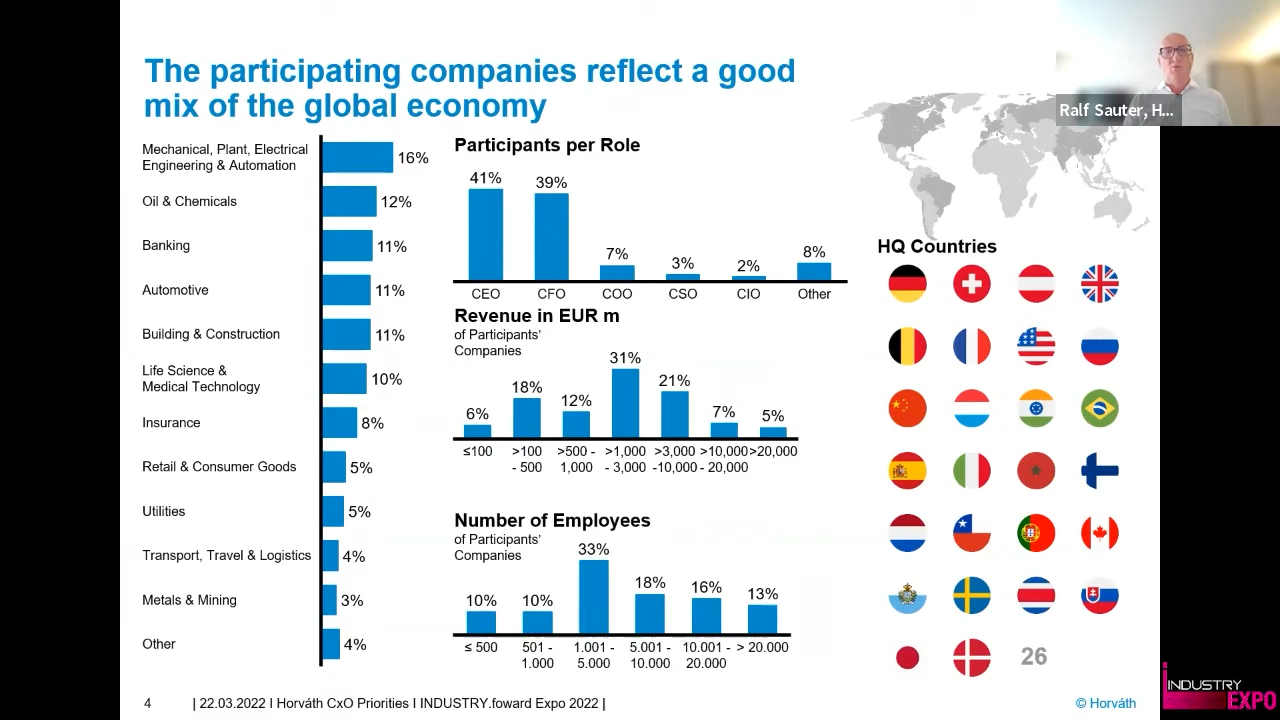 The participating companies reflect a good
mix of the global economy
Ralf Sauter, H...
Mechanical, Plant, Electrical
Engineering & Automation
16%
Oil & Chemicals
12%
Banking
11%
Automotive
11%
Building & Construction
11%
Life Science &
Medical Technology
10%
Insurance
8%
Retail & Consumer Goods
5%
Utilities
5%
Transport, Travel & Logistics
4%
Metals & Mining
3%
Other
4%
Participants per Role
41% 39% 7% 3% 2% 8%
CEO CFO COO CSO CIO Other
Revenue in EUR m
of Participants'
Companies
6% 18% 12% 31% 21% 7% 5%
≤100 >100 >500 - >1,000 >3,000 >10,000 >20,000
- 500 1,000 - 3,000 -10,000 - 20,000
Number of Employees
of Participants'
Companies
10% 10% 33% 18% 16% 13%
≤ 500 501 - 1.001 - 5.001 - 10.001 - > 20.000
1.000 5.000 10.000 20.000
HQ Countries
26
4 | 22.03.2022 I Horváth CxO Priorities I INDUSTRY.foward Expo 2022 |
© Horváth
INDUSTRY
EXPO